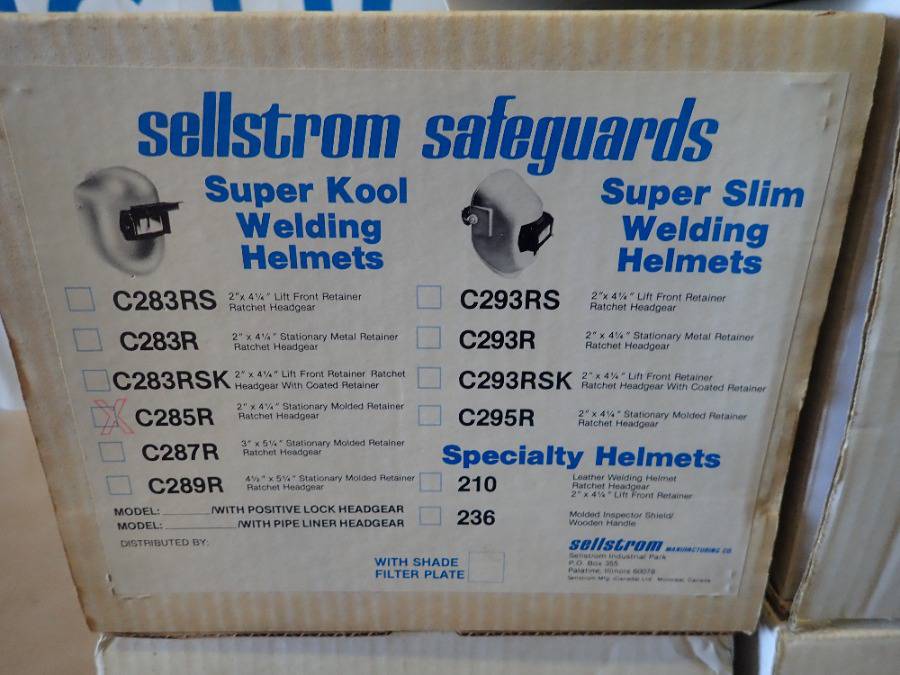 sellstrom safeguards
Super Kool
Welding
Helmets
C283RS 2" x 4¼" Lift Front Retainer
Ratchet Headgear
C283R 2" x 4¼" Stationary Metal Retainer
Ratchet Headgear
C283RSK 2" x 4¼" Lift Front Retainer Ratchet
Headgear With Coated Retainer
X C285R 2" x 4¼" Stationary Molded Retainer
Ratchet Headgear
C287R 3" x 5¼" Stationary Molded Retainer
Ratchet Headgear
C289R 4½" x 5¼" Stationary Molded Retainer
Ratchet Headgear
MODEL: ______/WITH POSITIVE LOCK HEADGEAR
MODEL: ________/WITH PIPE LINER HEADGEAR
DISTRIBUTED BY:
Super Slim
Welding
Helmets
C293RS 2" x 4¼" Lift Front Retainer
Ratchet Headgear
C293R 2" x 4¼" Stationary Metal Retainer
Ratchet Headgear
C293RSK 2" x 4¼" Lift Front Retainer
Ratchet Headgear With Coated Retainer
C295R 2" x 4¼" Stationary Molded Retainer
Ratchet Headgear
Specialty Helmets
210 Leather Welding Helmet
Ratchet Headgear
2" x 4¼" Lift Front Retainer
236 Molded Inspector Shield/
Wooden Handle
WITH SHADE
FILTER PLATE
sellstrom MANUFACTURING CO
Sellstrom Industrial Park
P.O. Box 355
Palatine, Illinois 60078
Sellstrom Mfg. (Canada) Ltd. Montreal, Canada